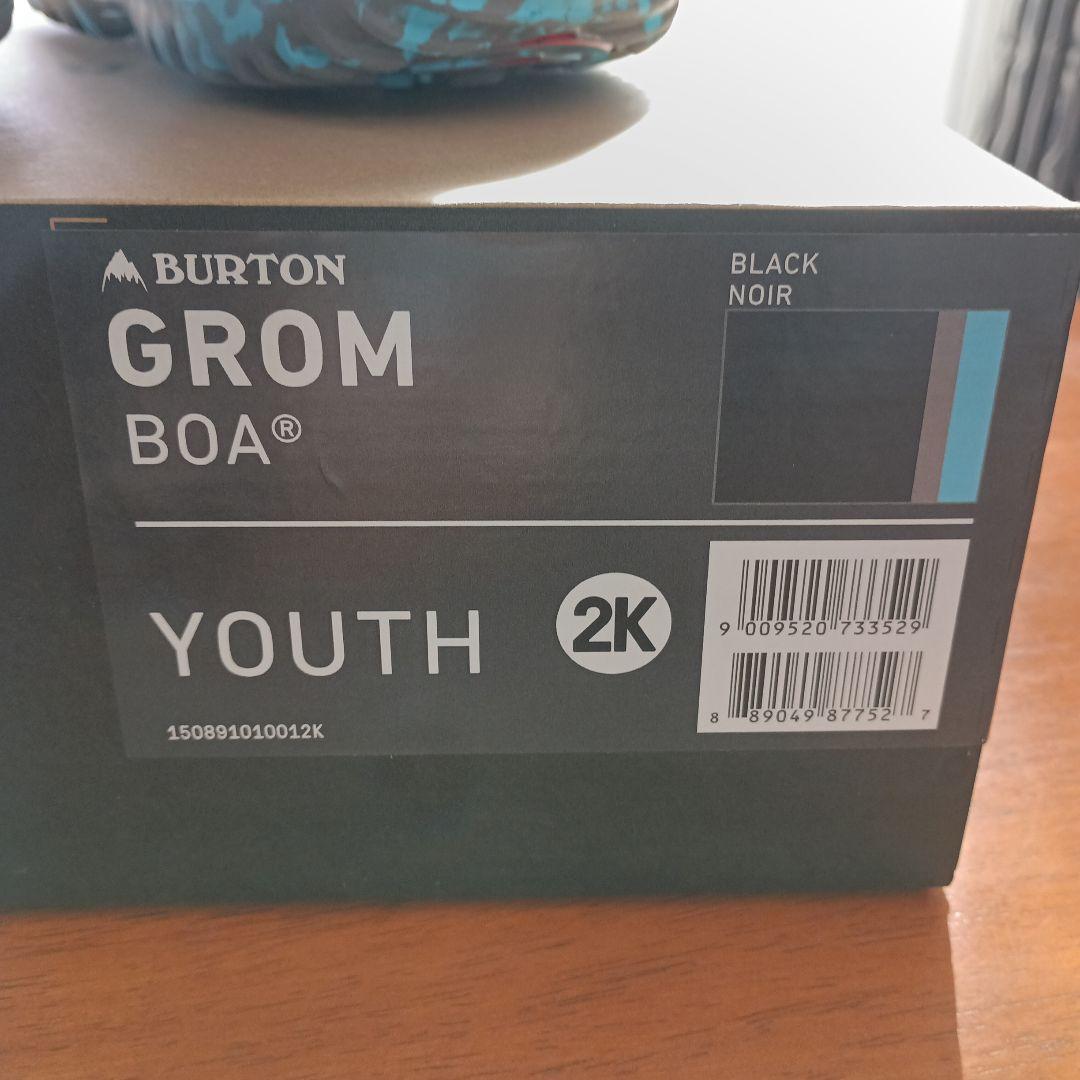 BURTON
GROM
BOA®
BLACK
NOIR
YOUTH
2K
150891010012K
9 009520 733529
8 89049 87752 7